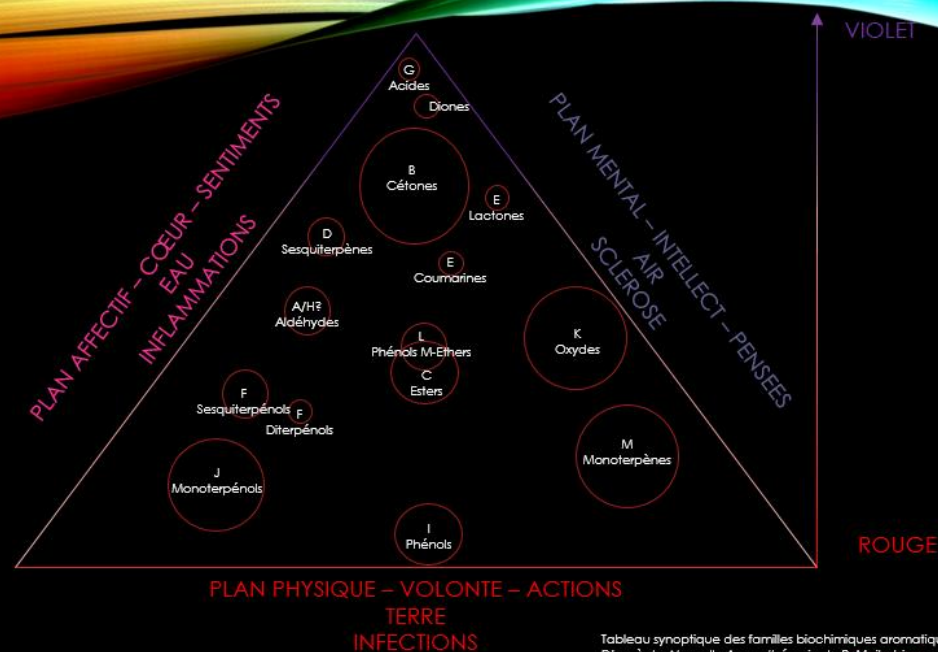 VIOLET
G
Acides
Diones
B
Cétones
E
Lactones
D
Sesquiterpènes
E
Coumarines
A/H?
Aldéhydes
L
Phénols M-Ethers
C
Esters
K
Oxydes
F
Sesquiterpénols
F
Diterpénols
J
Monoterpénols
M
Monoterpènes
I
Phénols
PLAN AFFECTIF – CŒUR – SENTIMENTS
EAU
INFLAMMATIONS
PLAN MENTAL – INTELLECT – PENSEES
AIR
SCLEROSE
ROUGE
PLAN PHYSIQUE – VOLONTE – ACTIONS
TERRE
INFECTIONS
Tableau synoptique des familles biochimiques aromatiqu